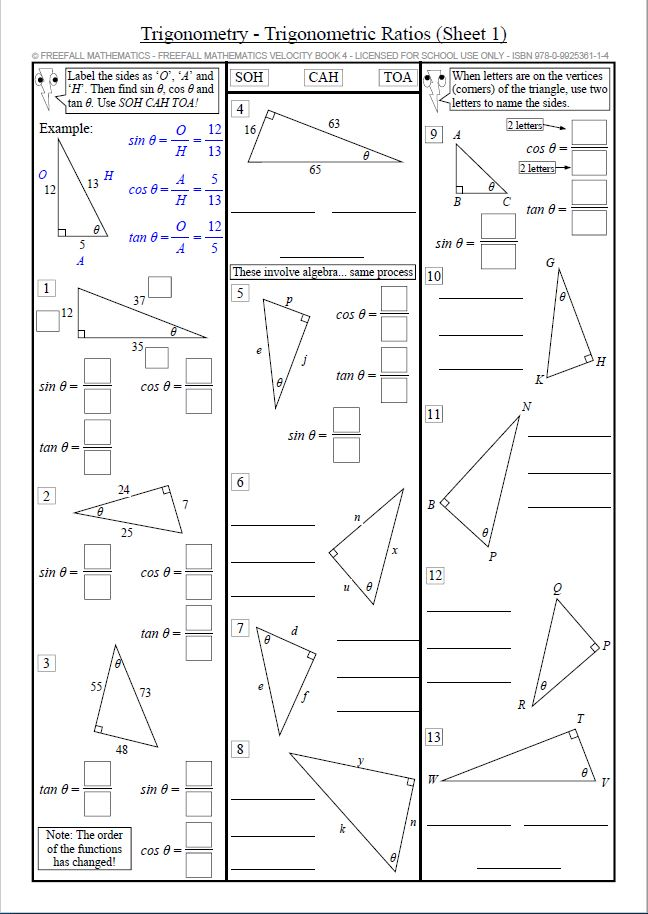 Trigonometry - Trigonometric Ratios (Sheet 1)
© FREEFALL MATHEMATICS - FREEFALL MATHEMATICS VELOCITY BOOK 4 - LICENSED FOR SCHOOL USE ONLY - ISBN 978-0-9925361-1-4
Label the sides as ‘O’, ‘A’ and
‘H’. Then find sin θ, cos θ and
tan θ. Use SOH CAH TOA!
Example:
O
12
13
H
θ
5
A
sin θ = O/H = 12/13
cos θ = A/H = 5/13
tan θ = O/A = 12/5
1
37
12
θ
35
sin θ =
cos θ =
tan θ =
2
24
7
θ
25
sin θ =
cos θ =
tan θ =
3
θ
55
73
48
tan θ =
sin θ =
Note: The order
of the functions
has changed!
cos θ =
SOH
CAH
TOA
4
16
63
θ
65
These involve algebra... same process
5
p
e
j
θ
cos θ =
tan θ =
sin θ =
6
n
x
u
θ
7
d
θ
e
f
8
y
k
n
θ
When letters are on the vertices
(corners) of the triangle, use two
letters to name the sides.
9
A
θ
B
C
2 letters
cos θ =
2 letters
tan θ =
sin θ =
10
G
θ
H
K
11
N
B
θ
P
12
Q
P
θ
R
13
T
W
θ
V